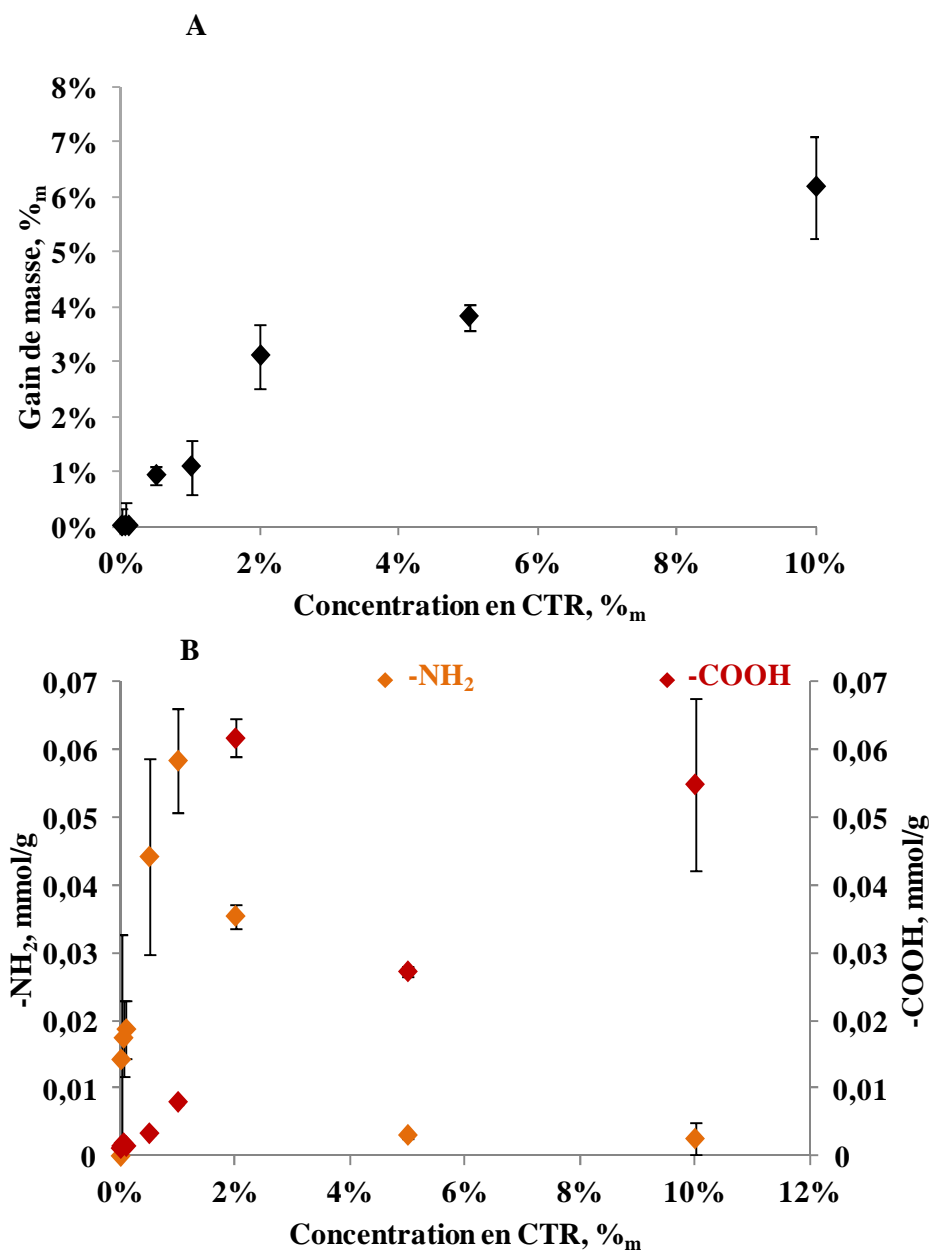 A
8%
7%
6%
5%
4%
3%
2%
1%
0%
Gain de masse, %m
0% 2% 4% 6% 8% 10%
Concentration en CTR, %m
B
-NH2 -COOH
0,07
0,06
0,05
0,04
0,03
0,02
0,01
0
-NH2, mmol/g
0,07
0,06
0,05
0,04
0,03
0,02
0,01
0
-COOH, mmol/g
0% 2% 4% 6% 8% 10% 12%
Concentration en CTR, %m